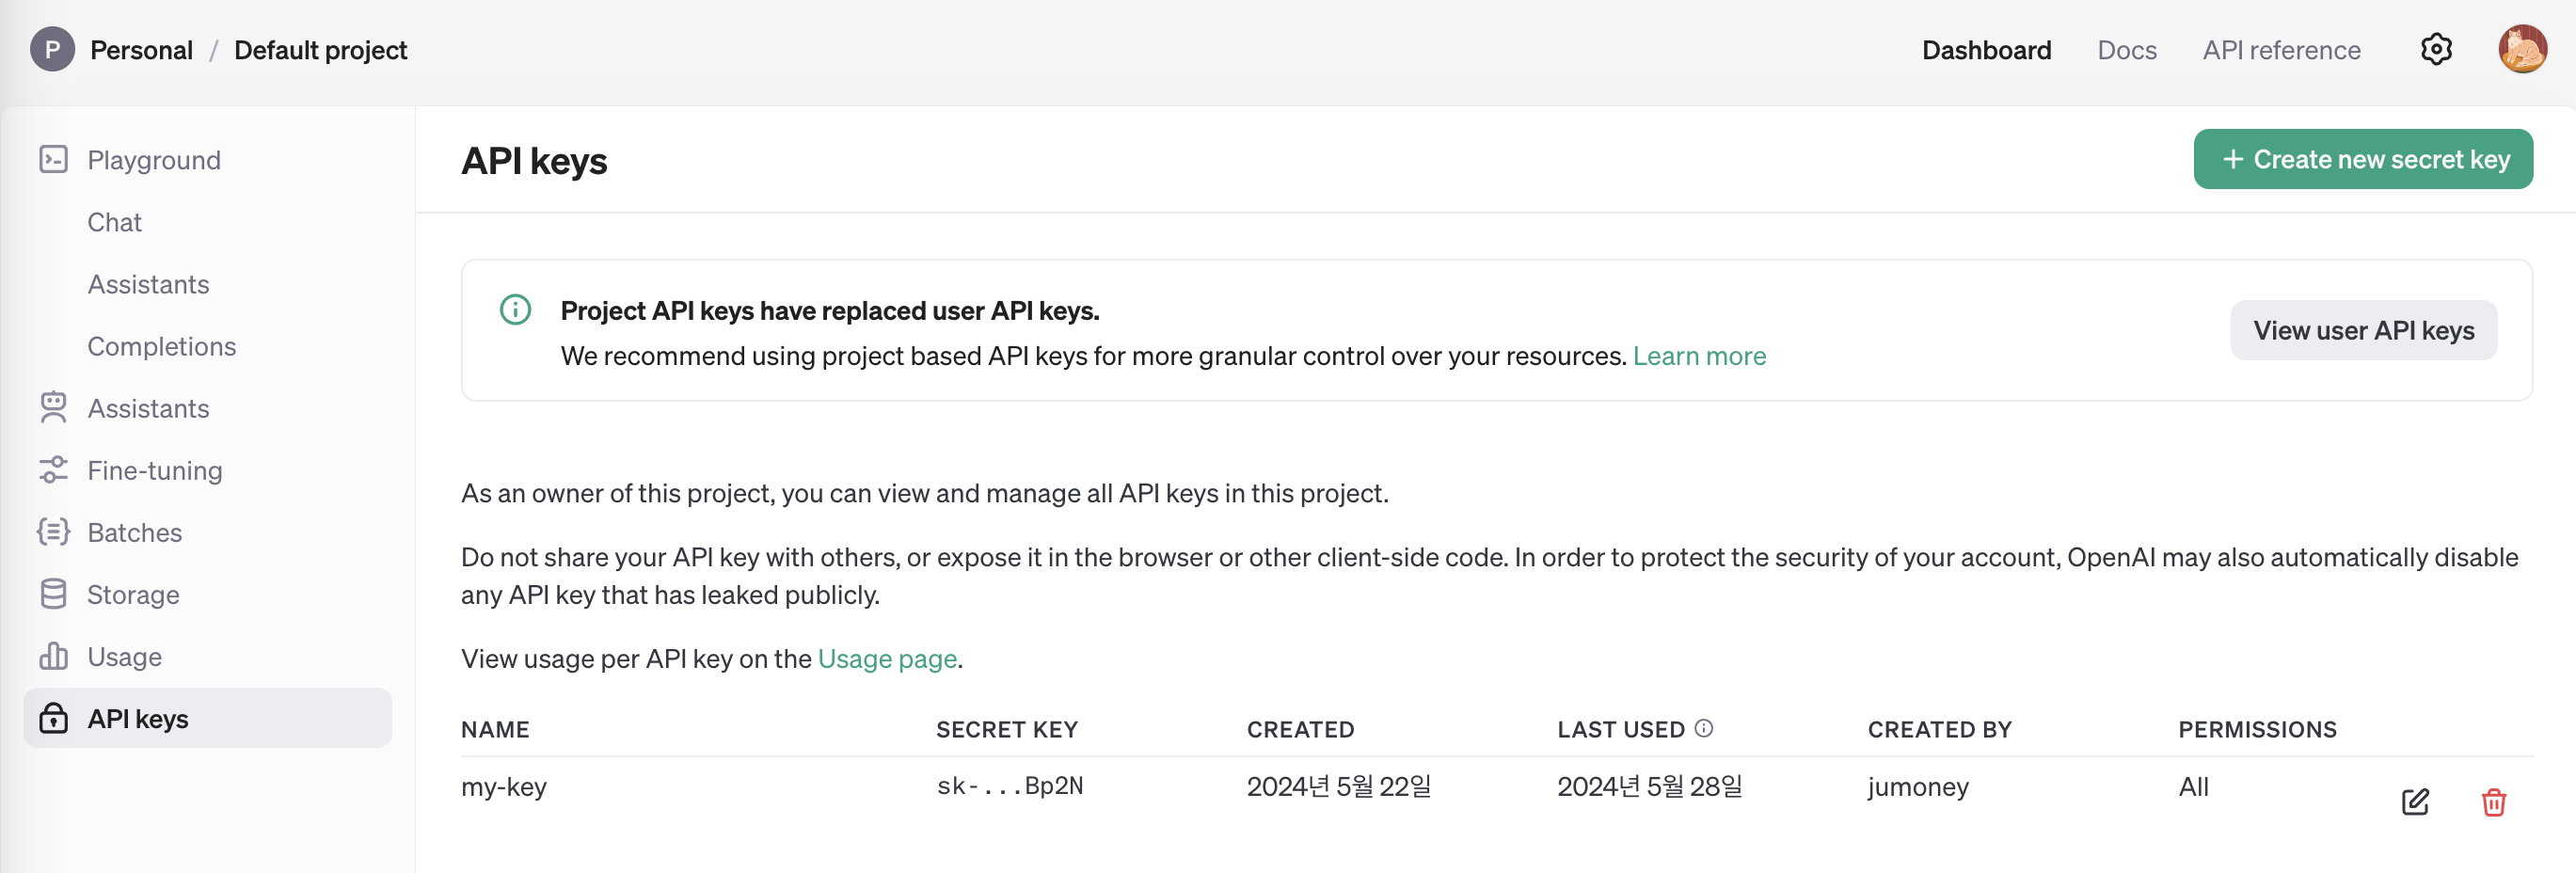 P Personal / Default project
Dashboard Docs API reference
Playground
Chat
Assistants
Completions
Assistants
Fine-tuning
Batches
Storage
Usage
API keys
API keys
+ Create new secret key
Project API keys have replaced user API keys.
We recommend using project based API keys for more granular control over your resources. Learn more
View user API keys
As an owner of this project, you can view and manage all API keys in this project.
Do not share your API key with others, or expose it in the browser or other client-side code. In order to protect the security of your account, OpenAI may also automatically disable
any API key that has leaked publicly.
View usage per API key on the Usage page.
NAME SECRET KEY CREATED LAST USED CREATED BY PERMISSIONS
my-key sk-...Bp2N 2024년 5월 22일 2024년 5월 28일 jumoney All